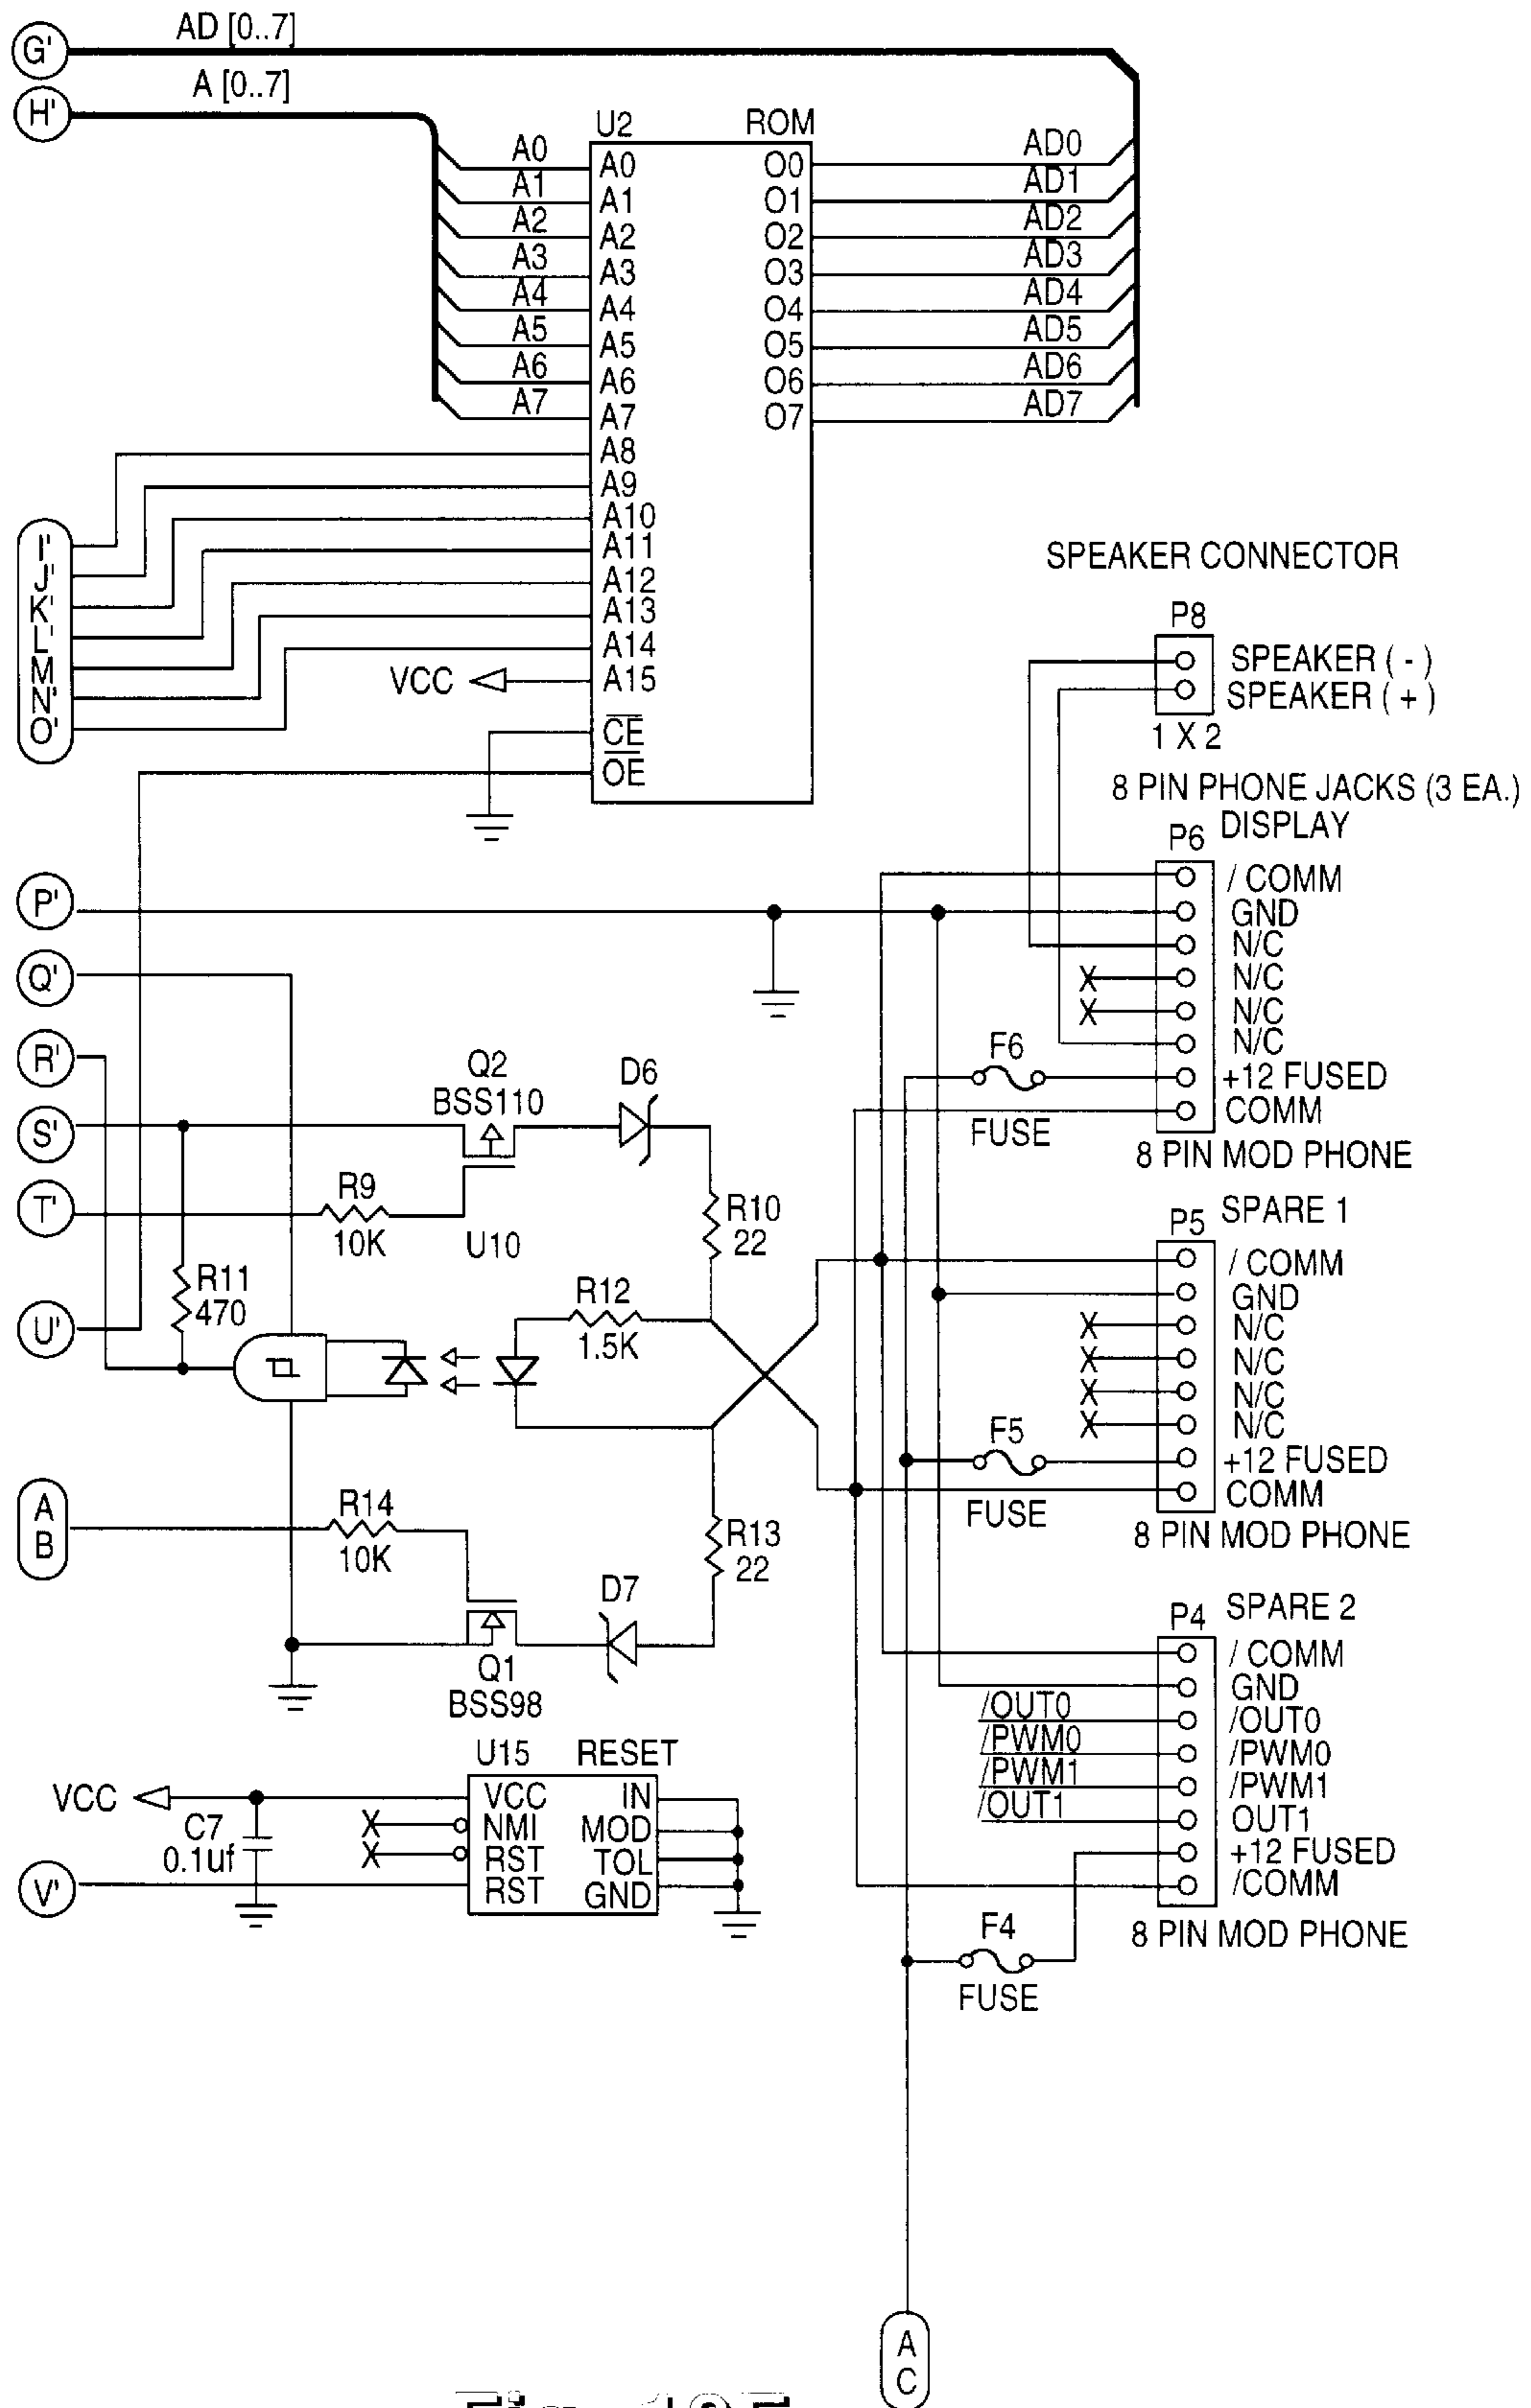 G'
AD [0..7]
H'
A [0..7]
U2 ROM
A0 A0 O0 AD0
A1 A1 O1 AD1
A2 A2 O2 AD2
A3 A3 O3 AD3
A4 A4 O4 AD4
A5 A5 O5 AD5
A6 A6 O6 AD6
A7 A7 O7 AD7
A8
A9
A10
A11
A12
A13
A14
VCC A15
CE
OE
I'
J'
K'
L'
M
N'
O'
SPEAKER CONNECTOR
P8
SPEAKER ( - )
SPEAKER ( + )
1 X 2
8 PIN PHONE JACKS (3 EA.)
P6 DISPLAY
/ COMM
GND
N/C
X N/C
X N/C
N/C
F6
+12 FUSED
FUSE
COMM
8 PIN MOD PHONE
P'
Q'
R'
S'
T'
U'
Q2
BSS110
D6
R9
10K
U10
R10
22
R11
470
R12
1.5K
P5 SPARE 1
/ COMM
GND
X N/C
X N/C
X N/C
X N/C
F5
+12 FUSED
FUSE
COMM
8 PIN MOD PHONE
A
B
R14
10K
R13
22
D7
Q1
BSS98
P4 SPARE 2
/ COMM
GND
/OUT0 /OUT0
/PWM0 /PWM0
/PWM1 /PWM1
/OUT1 OUT1
+12 FUSED
/COMM
8 PIN MOD PHONE
F4
FUSE
U15 RESET
VCC VCC IN
X NMI MOD
X RST TOL
RST GND
C7
0.1uf
V'
A
C